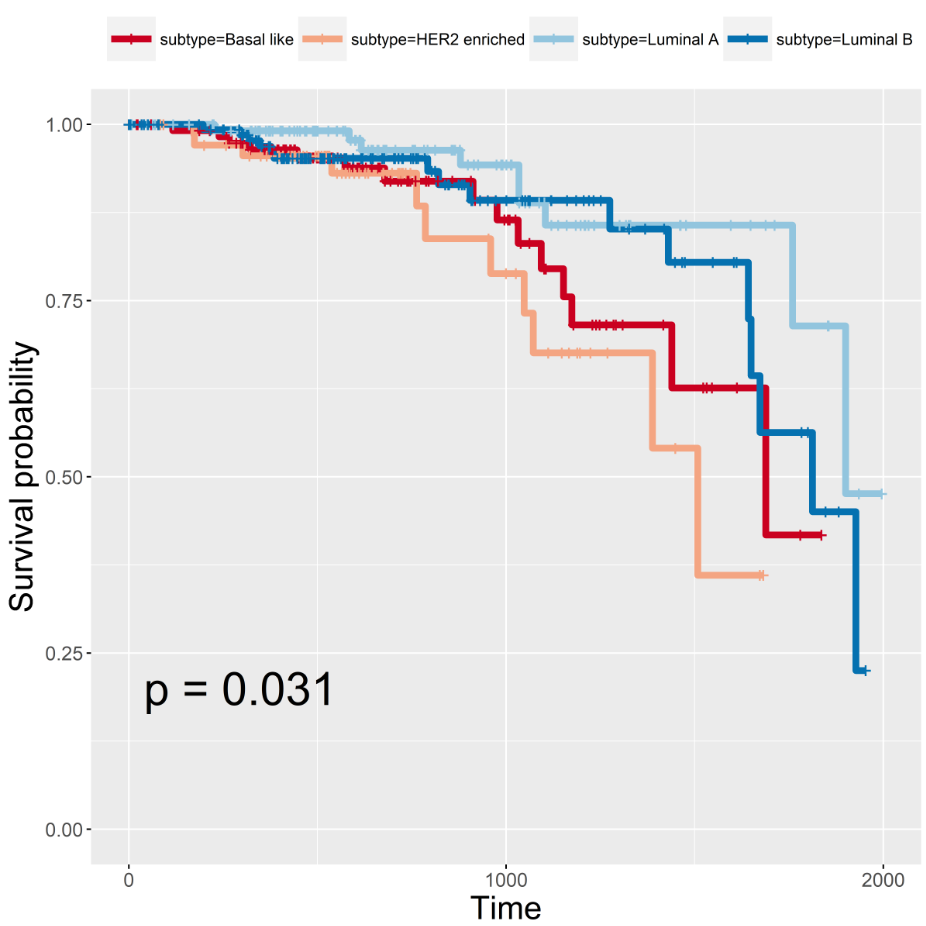 subtype=Basal like subtype=HER2 enriched subtype=Luminal A subtype=Luminal B
1.00
0.75
0.50
0.25
0.00
Survival probability
p = 0.031
0 1000 2000
Time